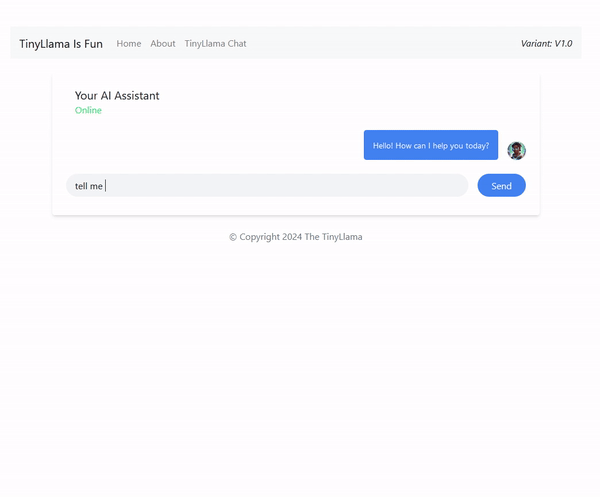 TinyLlama Is Fun Home About TinyLlama Chat Variant: V1.0
Your AI Assistant
Online
Hello! How can I help you today?
tell me
Send
© Copyright 2024 The TinyLlama